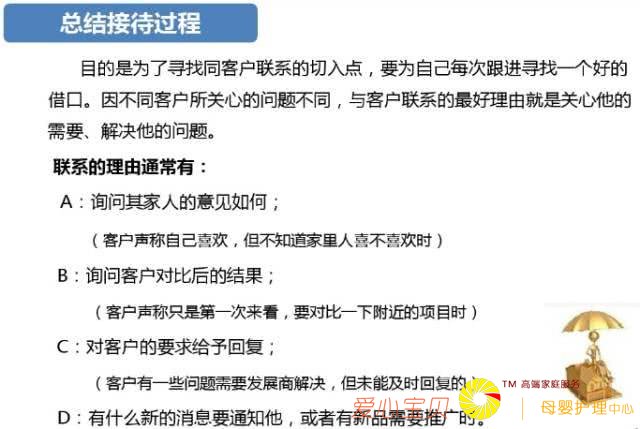 总结接待过程
目的是为了寻找同客户联系的切入点，要为自己每次跟进寻找一个好的
借口。因不同客户所关心的问题不同，与客户联系的最好理由就是关心他的
需要、解决他的问题。
联系的理由通常有：
A：询问其家人的意见如何；
（客户声称自己喜欢，但不知道家里人喜不喜欢时）
B：询问客户对比后的结果；
（客户声称只是第一次来看，要对比一下附近的项目时）
C：对客户的要求给予回复；
（客户有一些问题需要发展商解决，但未能及时回复的）
TM 高端家庭服务
爱小宝贝 母婴护理中心
D：有什么新的消息要通知他，或者有新品需要推广的。